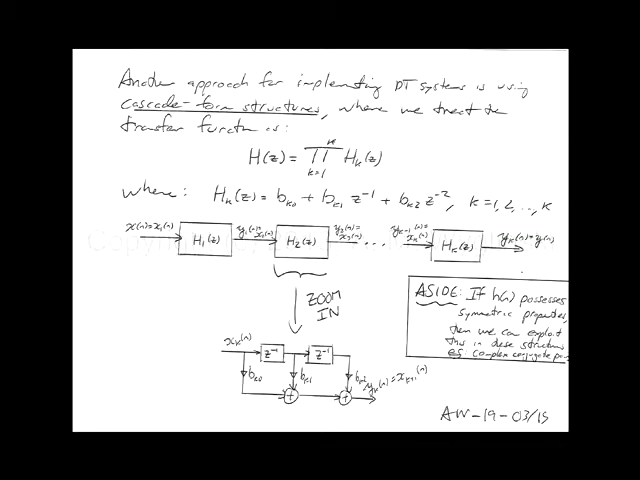 Another approach for implementing DT systems is using
cascade-form structures, where we treat the
transfer function as:
K
H(z) = ∏ H_k(z)
k=1
where: H_k(z) = b_k0 + b_k1 z^-1 + b_k2 z^-2, k=1,2,...,K
x(n)=x_1(n) H_1(z) y_1(n)=x_2(n) H_2(z) y_2(n)=x_3(n) ... y_K-1(n)=x_K(n) H_K(z) y_K(n)=y(n)
ZOOM
IN
ASIDE: If h(n) possesses
symmetric properties,
then we can exploit
this in these structures
eg. complex conjugate
x_k(n) z^-1 z^-1
b_k0 b_k1 b_k2 y_k(n)=x_k+1(n)
+ +
AW-19-03/15